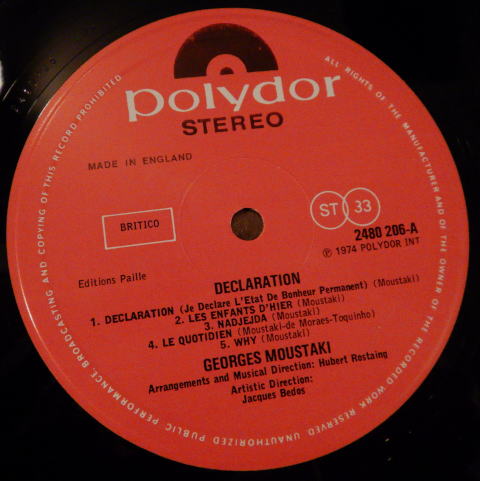 polydor
STEREO
MADE IN ENGLAND
BRITICO
ST 33
2480 206-A
℗ 1974 POLYDOR INT
Editions Paille
DECLARATION
1. DECLARATION (Je Declare L'Etat De Bonheur Permanent) (Moustaki)
2. LES ENFANTS D'HIER (Moustaki)
3. NADJEJDA (Moustaki)
4. LE QUOTIDIEN (Moustaki-de Moraes-Toquinho)
5. WHY (Moustaki)
GEORGES MOUSTAKI
Arrangements and Musical Direction: Hubert Rostaing
Artistic Direction:
Jacques Bedos
ALL RIGHTS OF THE MANUFACTURER AND OF THE OWNER OF THE RECORDED WORK RESERVED. UNAUTHORIZED PUBLIC PERFORMANCE, BROADCASTING AND COPYING OF THIS RECORD PROHIBITED